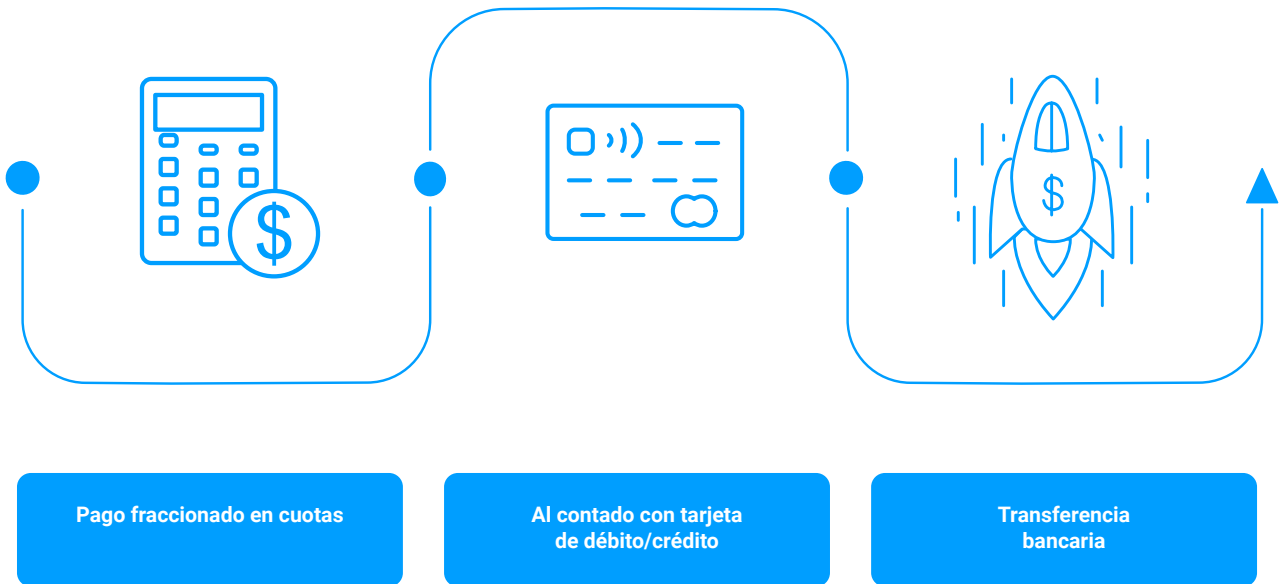 $
$
Pago fraccionado en cuotas
Al contado con tarjeta
de débito/crédito
Transferencia
bancaria